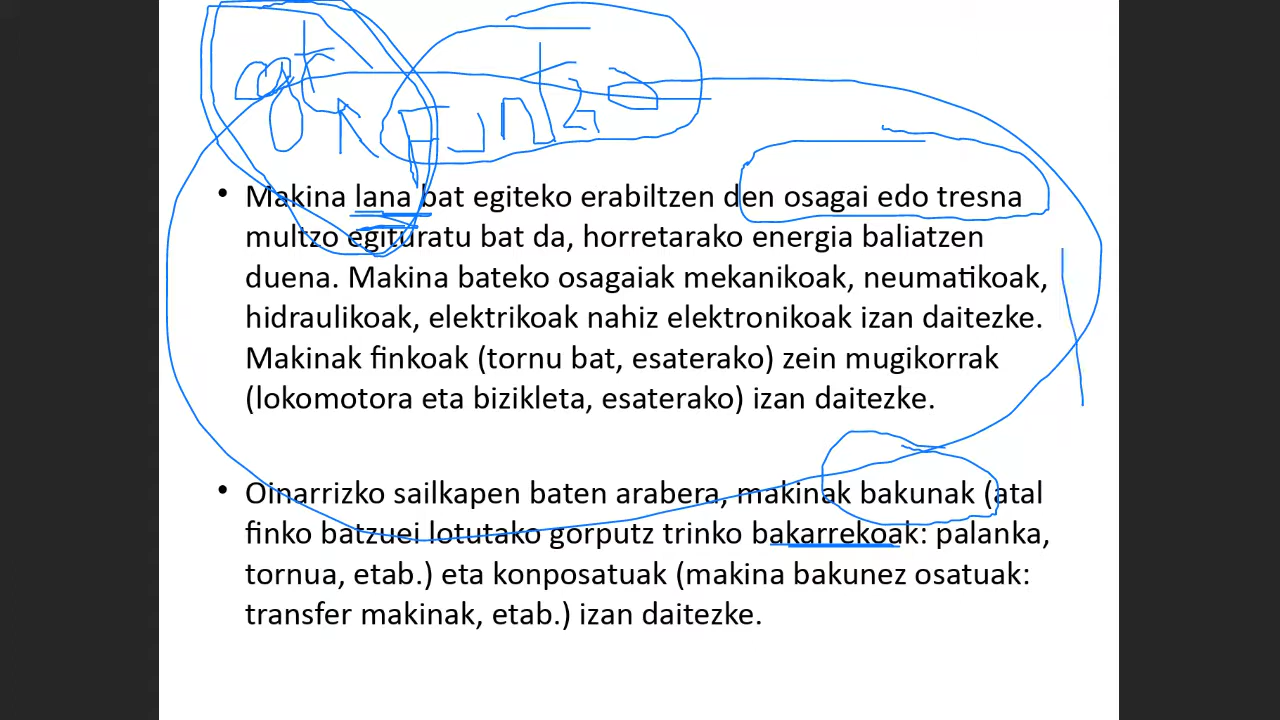 • Makina lana bat egiteko erabiltzen den osagai edo tresna
multzo egituratu bat da, horretarako energia baliatzen
duena. Makina bateko osagaiak mekanikoak, neumatikoak,
hidraulikoak, elektrikoak nahiz elektronikoak izan daitezke.
Makinak finkoak (tornu bat, esaterako) zein mugikorrak
(lokomotora eta bizikleta, esaterako) izan daitezke.
• Oinarrizko sailkapen baten arabera, makinak bakunak (atal
finko batzuei lotutako gorputz trinko bakarrekoak: palanka,
tornua, etab.) eta konposatuak (makina bakunez osatuak:
transfer makinak, etab.) izan daitezke.